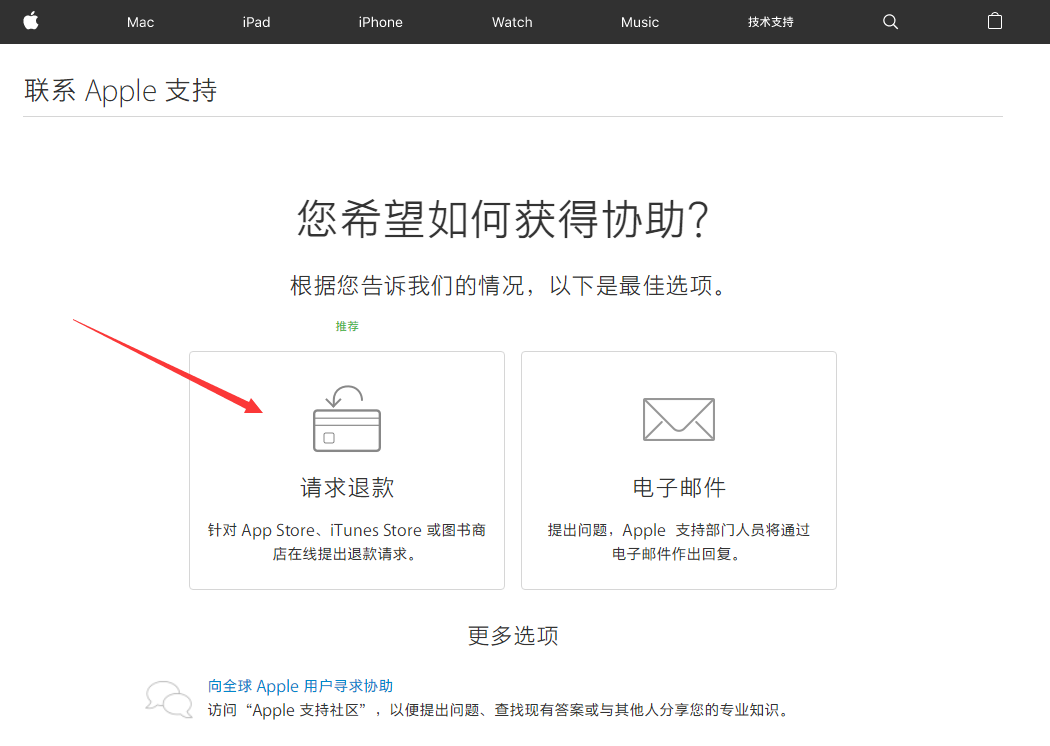 Mac iPad iPhone Watch Music 技术支持
联系 Apple 支持
您希望如何获得协助?
根据您告诉我们的情况，以下是最佳选项。
推荐
请求退款
针对 App Store、iTunes Store 或图书商
店在线提出退款请求。
电子邮件
提出问题，Apple 支持部门人员将通过
电子邮件作出回复。
更多选项
向全球 Apple 用户寻求协助
访问“Apple 支持社区”，以便提出问题、查找现有答案或与其他人分享您的专业知识。